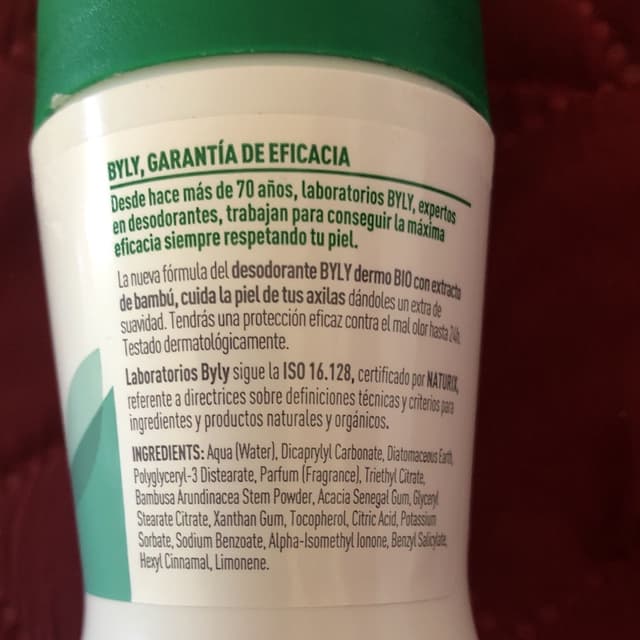 BYLY, GARANTÍA DE EFICACIA
Desde hace más de 70 años, laboratorios BYLY, expertos
en desodorantes, trabajan para conseguir la máxima
eficacia siempre respetando tu piel.
La nueva fórmula del desodorante BYLY dermo BIO con extracto
de bambú, cuida la piel de tus axilas dándoles un extra de
suavidad. Tendrás una protección eficaz contra el mal olor hasta 24h.
Testado dermatológicamente.
Laboratorios Byly sigue la ISO 16.128, certificado por NATURIX,
referente a directrices sobre definiciones técnicas y criterios para
ingredientes y productos naturales y orgánicos.
INGREDIENTS: Aqua (Water), Dicaprylyl Carbonate, Diatomaceous Earth,
Polyglyceryl-3 Distearate, Parfum (Fragrance), Triethyl Citrate,
Bambusa Arundinacea Stem Powder, Acacia Senegal Gum, Glyceryl
Stearate Citrate, Xanthan Gum, Tocopherol, Citric Acid, Potassium
Sorbate, Sodium Benzoate, Alpha-Isomethyl Ionone, Benzyl Salicylate,
Hexyl Cinnamal, Limonene.